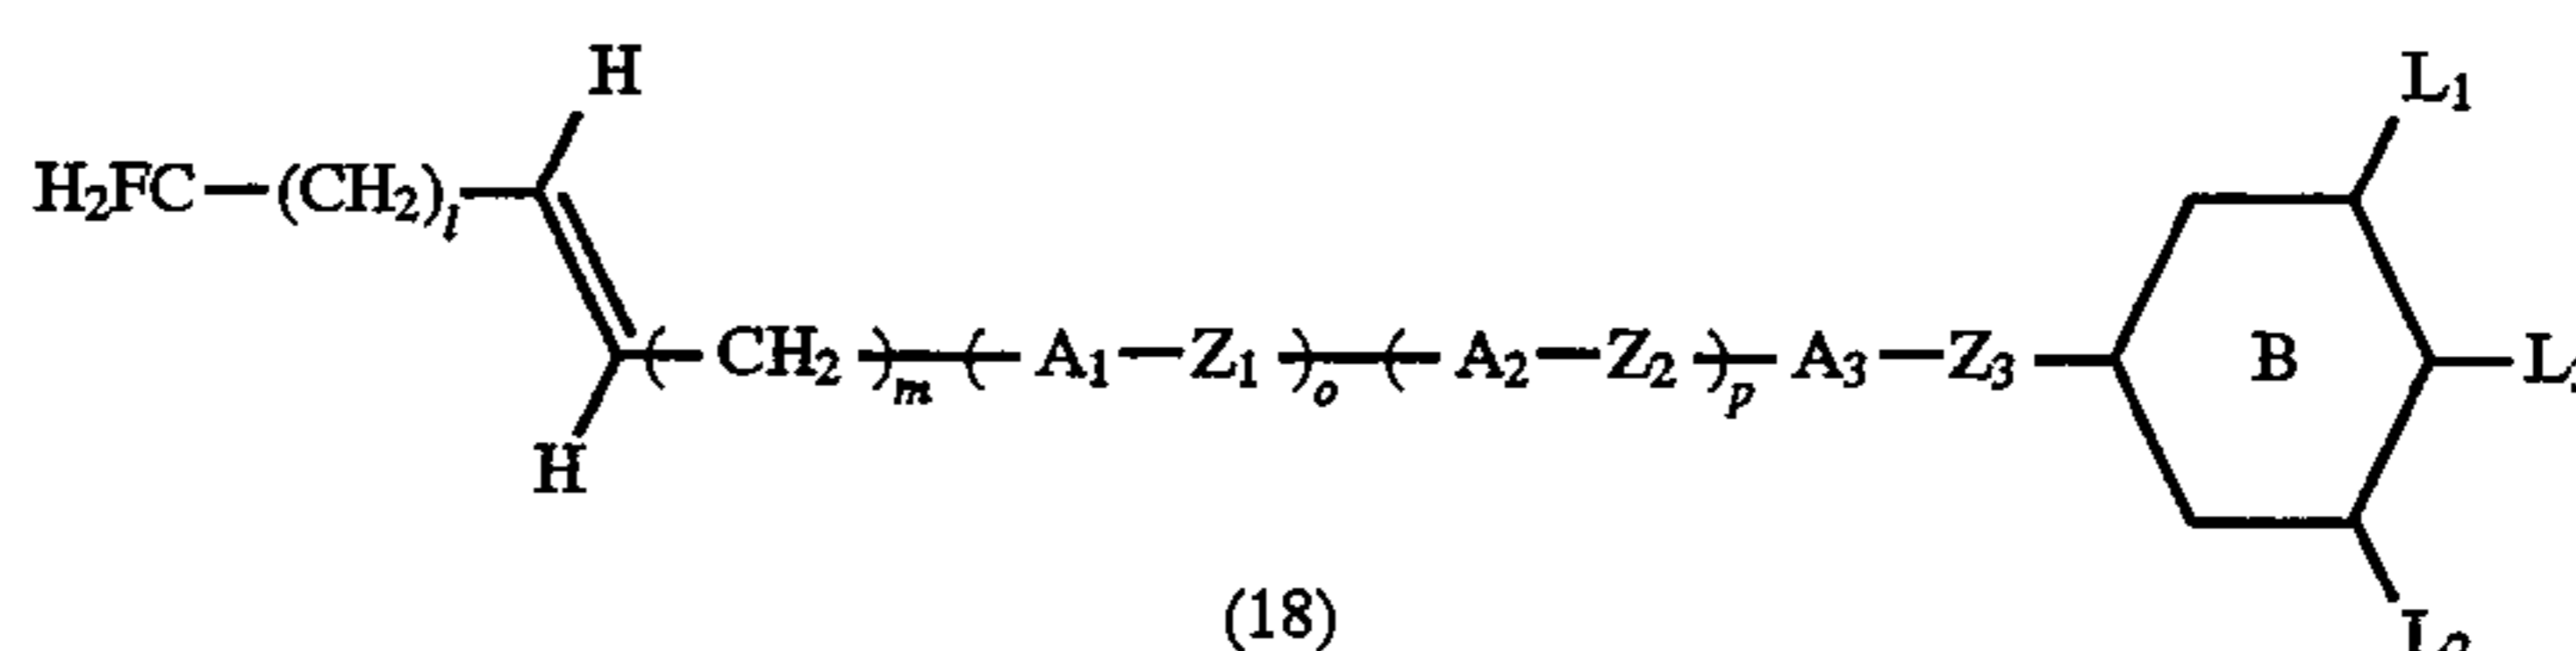 H L₁
H₂FC—(CH₂)l
(CH₂)m—(A₁—Z₁)o—(A₂—Z₂)p—A₃—Z₃— B
H
(18)